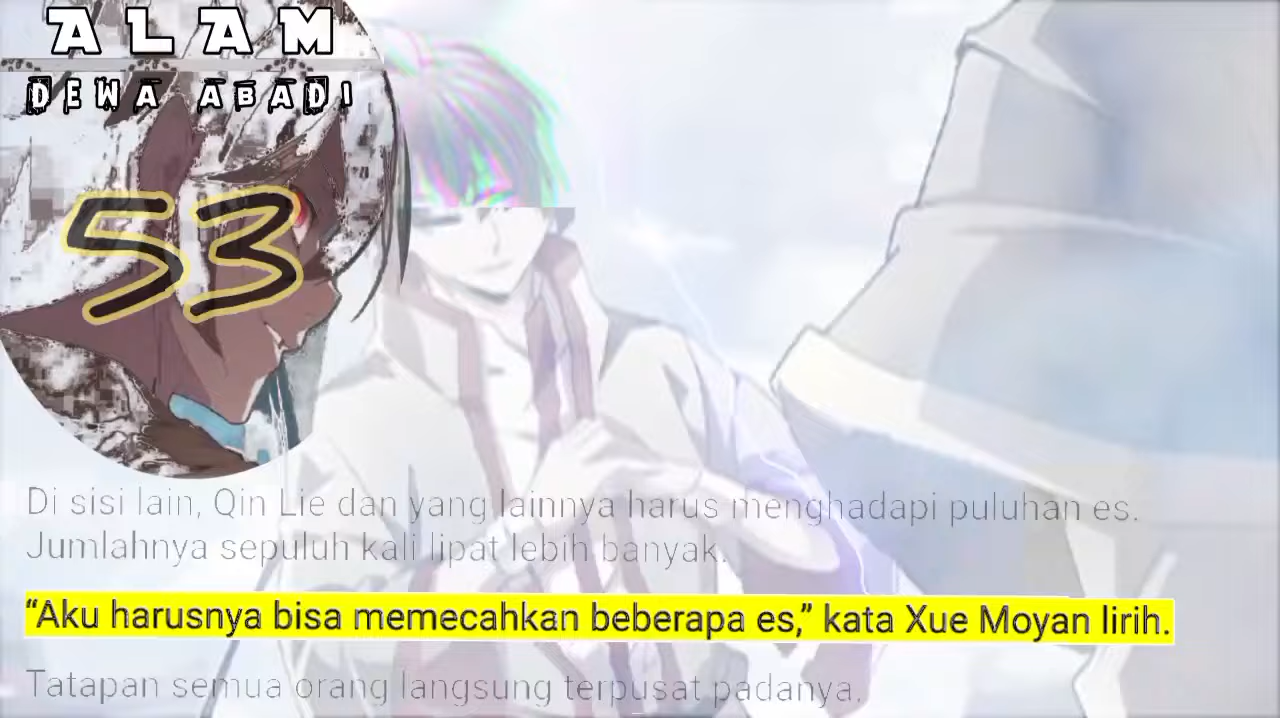 ALAM
DEWA ABADI
53
Di sisi lain, Qin Lie dan yang lainnya harus menghadapi puluhan es.
Jumlahnya sepuluh kali lipat lebih banyak.
“Aku harusnya bisa memecahkan beberapa es,” kata Xue Moyan lirih.
Tatapan semua orang langsung terpusat padanya.